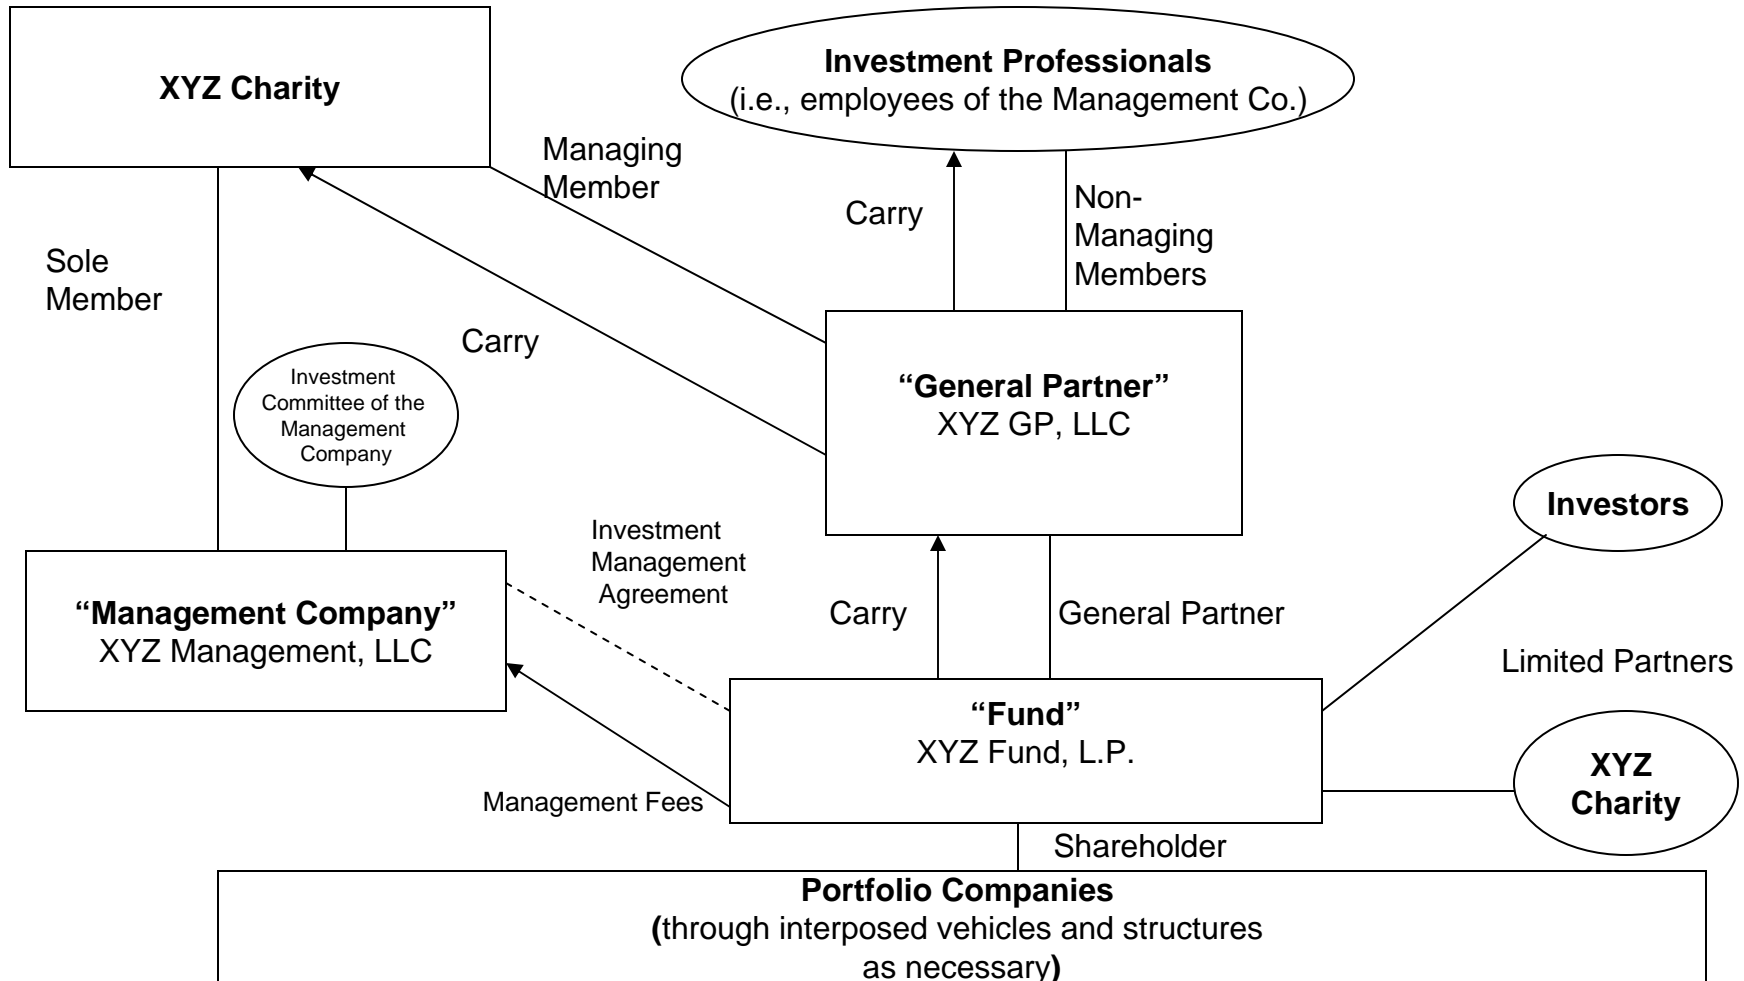 XYZ Charity
Investment Professionals
(i.e., employees of the Management Co.)
Managing
Member
Carry
Non-
Managing
Members
Sole
Member
Carry
Investment
Committee of the
Management
Company
“General Partner”
XYZ GP, LLC
Investors
Investment
Management
Agreement
“Management Company”
XYZ Management, LLC
Carry
General Partner
Limited Partners
“Fund”
XYZ Fund, L.P.
XYZ
Charity
Management Fees
Shareholder
Portfolio Companies
(through interposed vehicles and structures
as necessary)